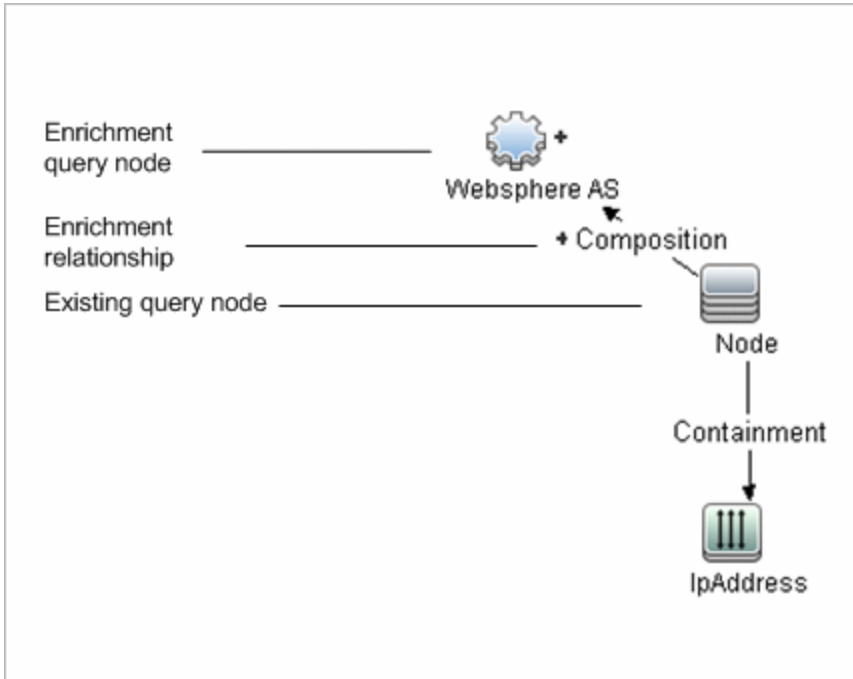 Enrichment
query node
Websphere AS
Enrichment
relationship
Composition
Existing query node
Node
Containment
IpAddress